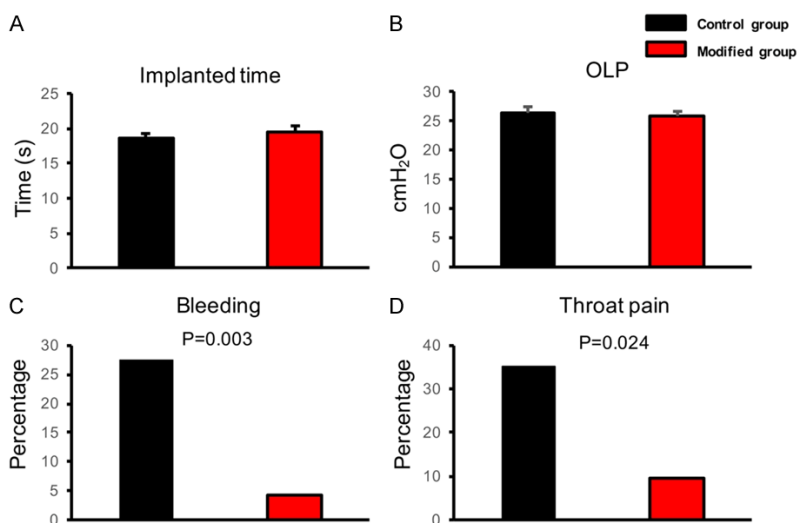 A
B
Control group
Modified group
Implanted time
OLP
Time (s)
25
20
15
10
5
0
cmH₂O
30
25
20
15
10
5
0
C
Bleeding
P=0.003
Percentage
30
25
20
15
10
5
0
D
Throat pain
P=0.024
Percentage
40
30
20
10
0